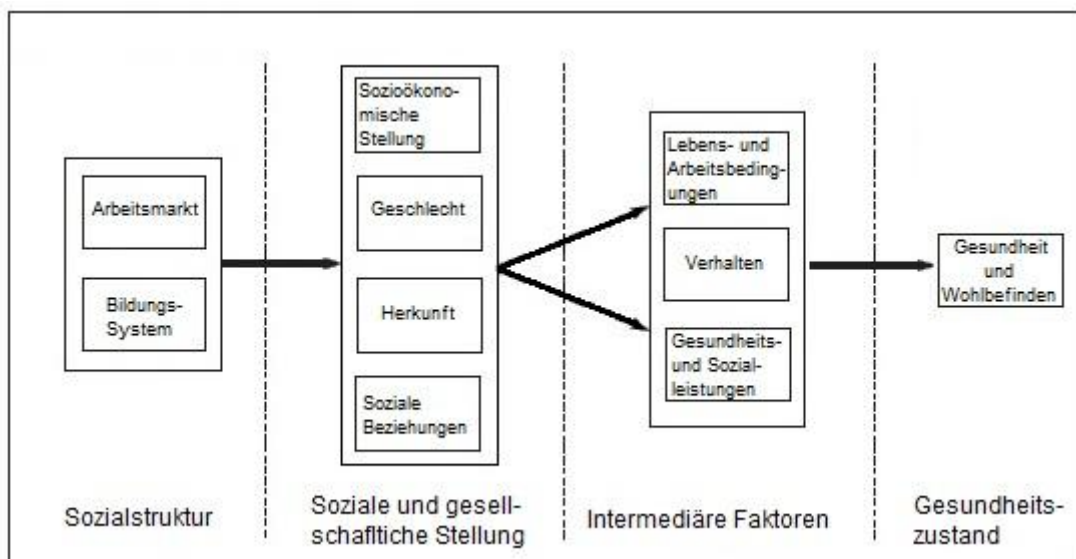 Arbeitsmarkt
Bildungs-
System
Sozialstruktur
Sozioökono-
mische
Stellung
Geschlecht
Herkunft
Soziale
Beziehungen
Soziale und gesell-
schafltiche Stellung
Lebens- und
Arbeitsbeding-
ungen
Verhalten
Gesundheits-
und Sozial-
leistungen
Intermediäre Faktoren
Gesundheit
und
Wohlbefinden
Gesundheits-
zustand